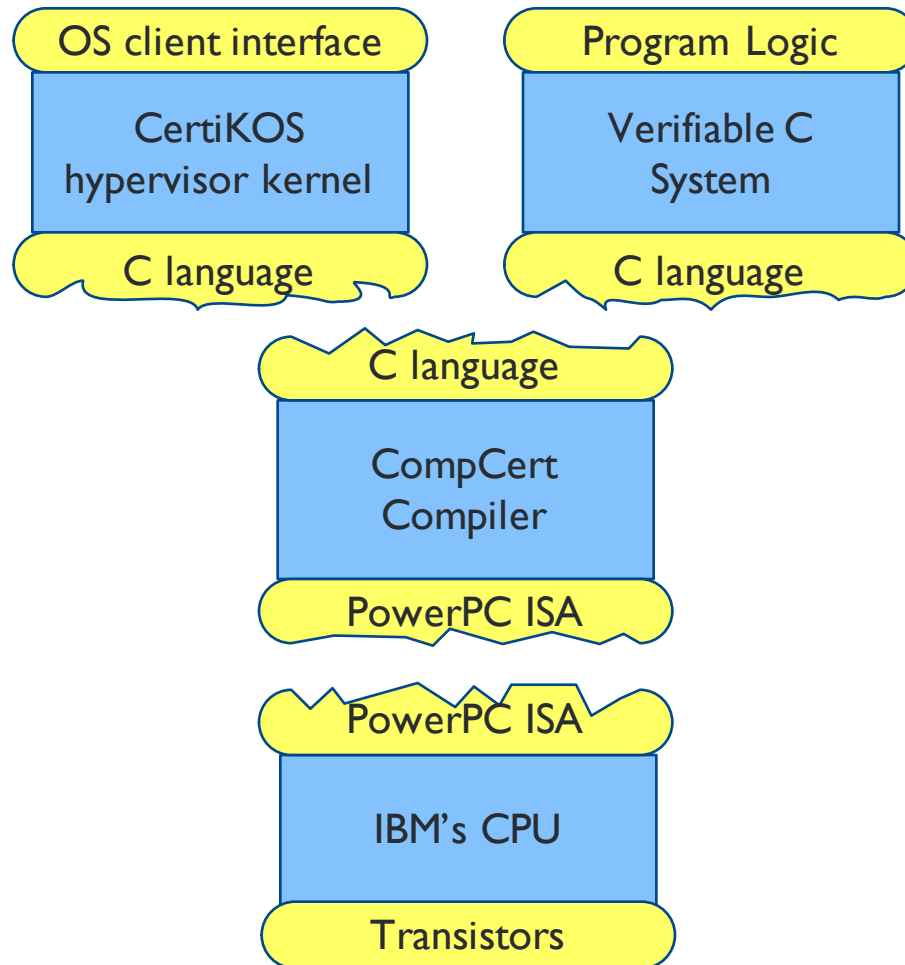 OS client interface
CertiKOS
hypervisor kernel
C language
Program Logic
Verifiable C
System
C language
C language
CompCert
Compiler
PowerPC ISA
PowerPC ISA
IBM's CPU
Transistors